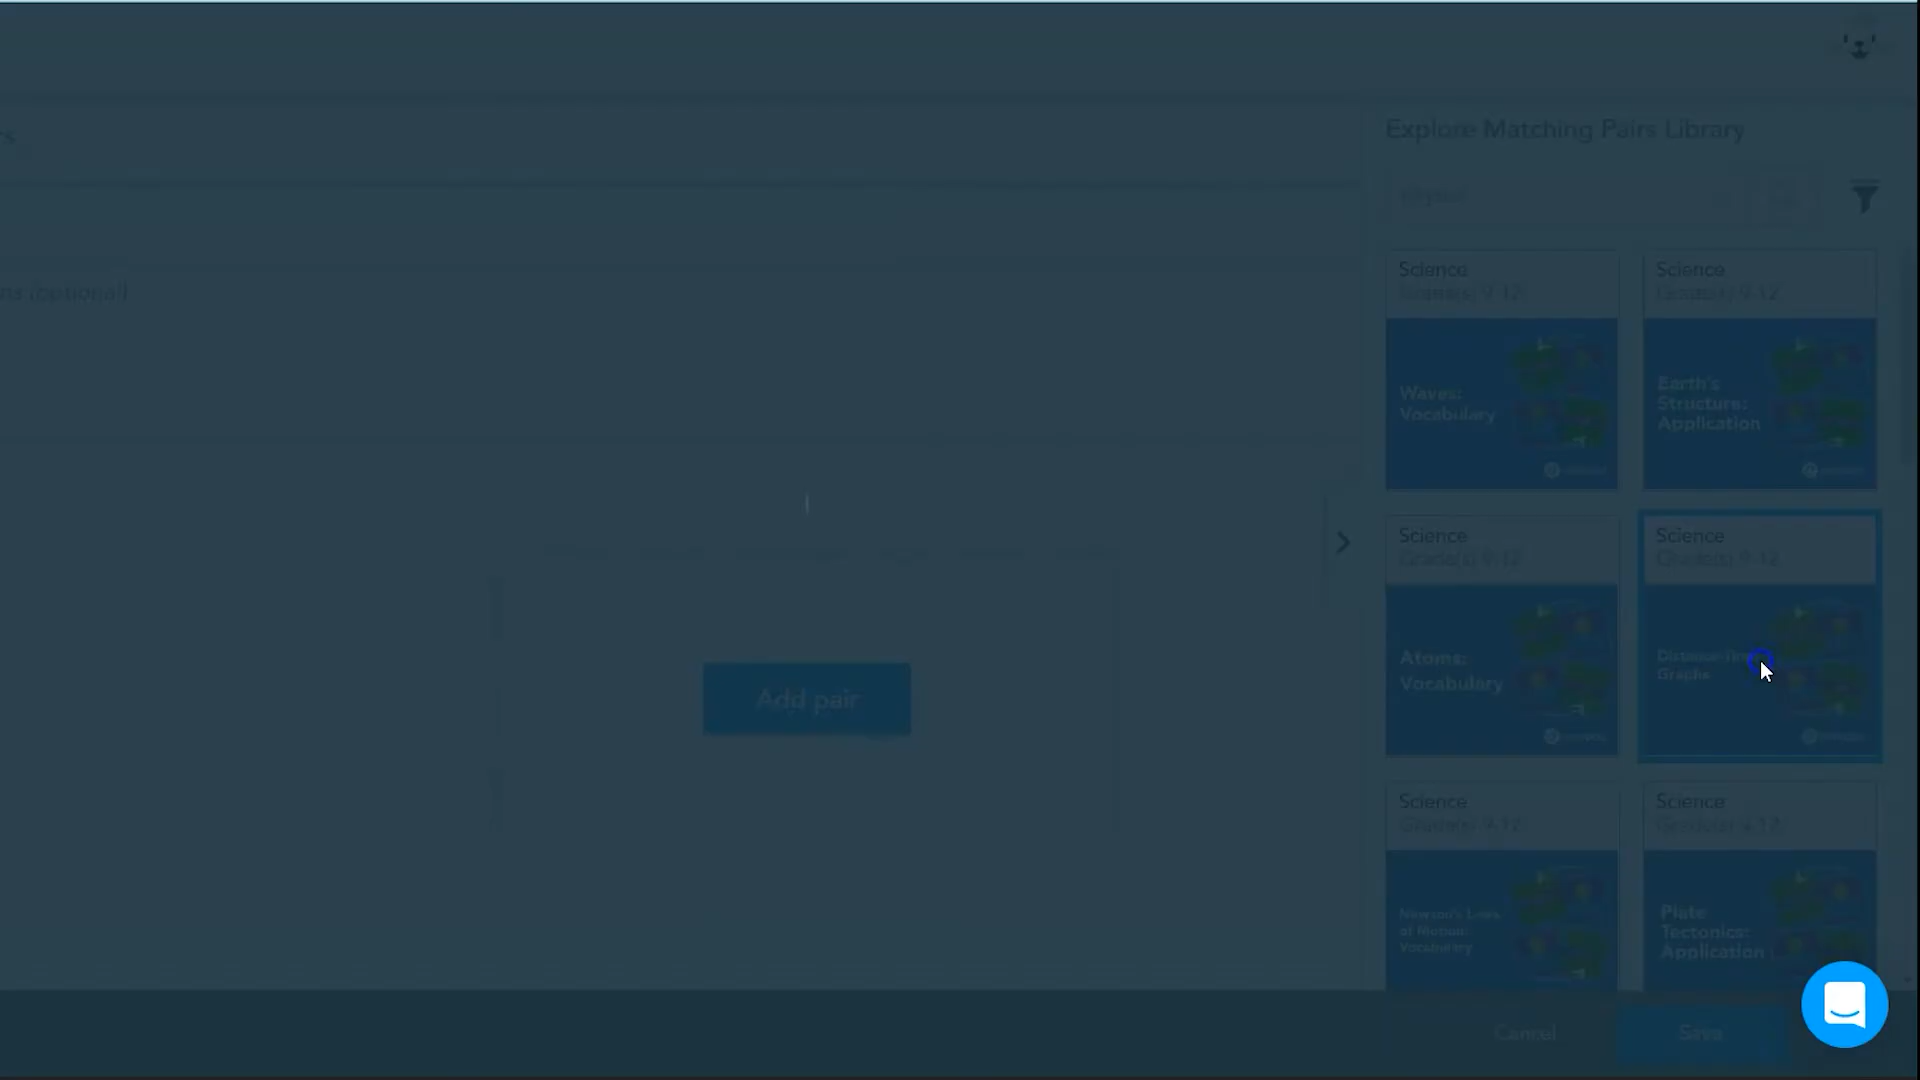 Explore Matching Pairs Library
ns (optional)
Science
Grade(s) 9-12
Waves:
Vocabulary
Science
Grade(s) 9-12
Earth's
Structure:
Application
Science
Grade(s) 9-12
Atoms:
Vocabulary
Science
Grade(s) 9-12
Graphs
Science
Grade(s) 9-12
Newton's Laws
of Motion:
Vocabulary
Science
Plate
Tectonics:
Application
Add pair
Cancel
Save